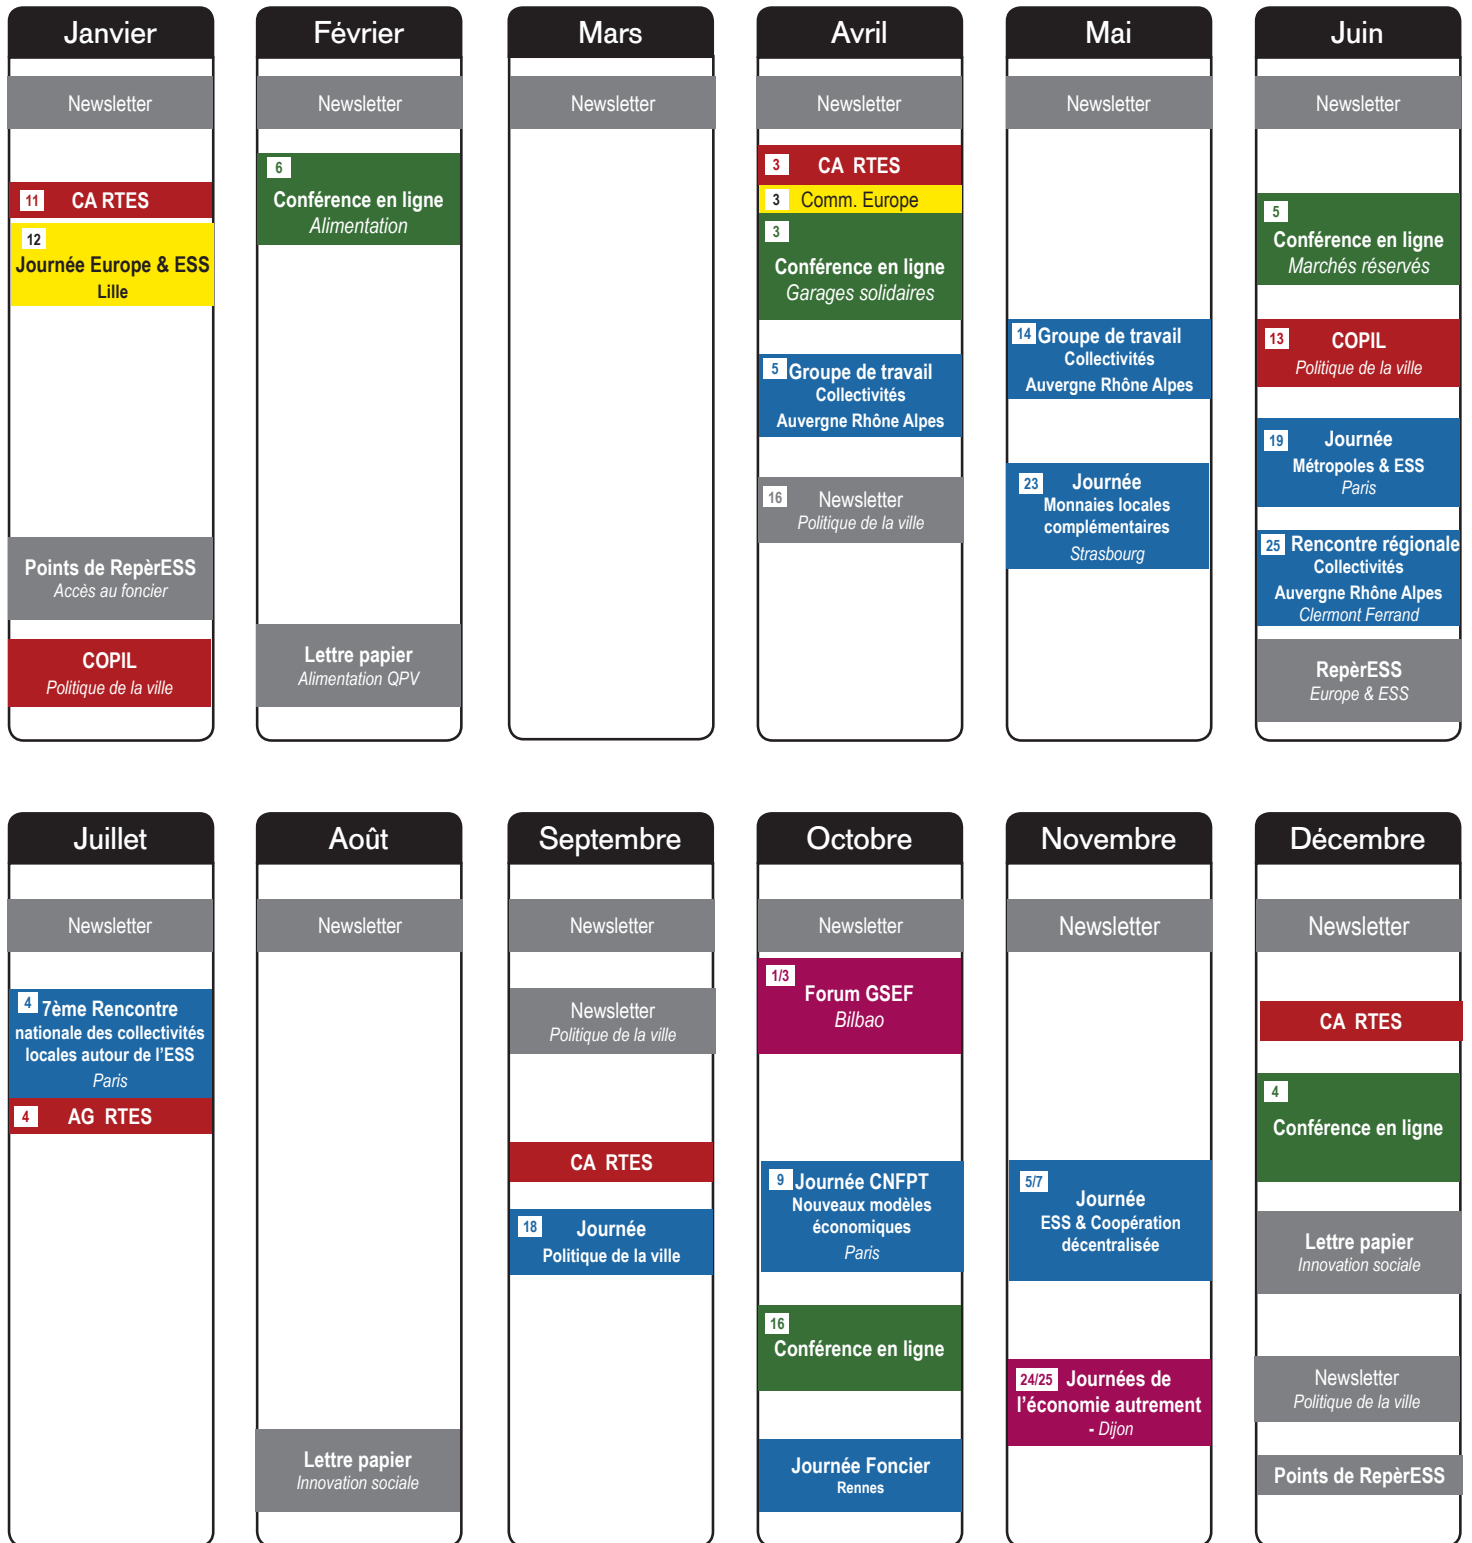 Janvier
Newsletter
11 CA RTES
12
Journée Europe & ESS
Lille
Points de RepèrESS
Accès au foncier
COPIL
Politique de la ville
Février
Newsletter
6
Conférence en ligne
Alimentation
Lettre papier
Alimentation QPV
Mars
Newsletter
Avril
Newsletter
3 CA RTES
3 Comm. Europe
3
Conférence en ligne
Garages solidaires
5 Groupe de travail
Collectivités
Auvergne Rhône Alpes
16 Newsletter
Politique de la ville
Mai
Newsletter
14 Groupe de travail
Collectivités
Auvergne Rhône Alpes
23 Journée
Monnaies locales
complémentaires
Strasbourg
Juin
Newsletter
5
Conférence en ligne
Marchés réservés
13 COPIL
Politique de la ville
19 Journée
Métropoles & ESS
Paris
25 Rencontre régionale
Collectivités
Auvergne Rhône Alpes
Clermont Ferrand
RepèrESS
Europe & ESS
Juillet
Newsletter
4 7ème Rencontre
nationale des collectivités
locales autour de l'ESS
Paris
4 AG RTES
Août
Newsletter
Lettre papier
Innovation sociale
Septembre
Newsletter
Newsletter
Politique de la ville
CA RTES
18 Journée
Politique de la ville
Octobre
Newsletter
1/3
Forum GSEF
Bilbao
9 Journée CNFPT
Nouveaux modèles
économiques
Paris
16
Conférence en ligne
Journée Foncier
Rennes
Novembre
Newsletter
5/7
Journée
ESS & Coopération
décentralisée
24/25 Journées de
l'économie autrement
- Dijon
Décembre
Newsletter
CA RTES
4
Conférence en ligne
Lettre papier
Innovation sociale
Newsletter
Politique de la ville
Points de RepèrESS